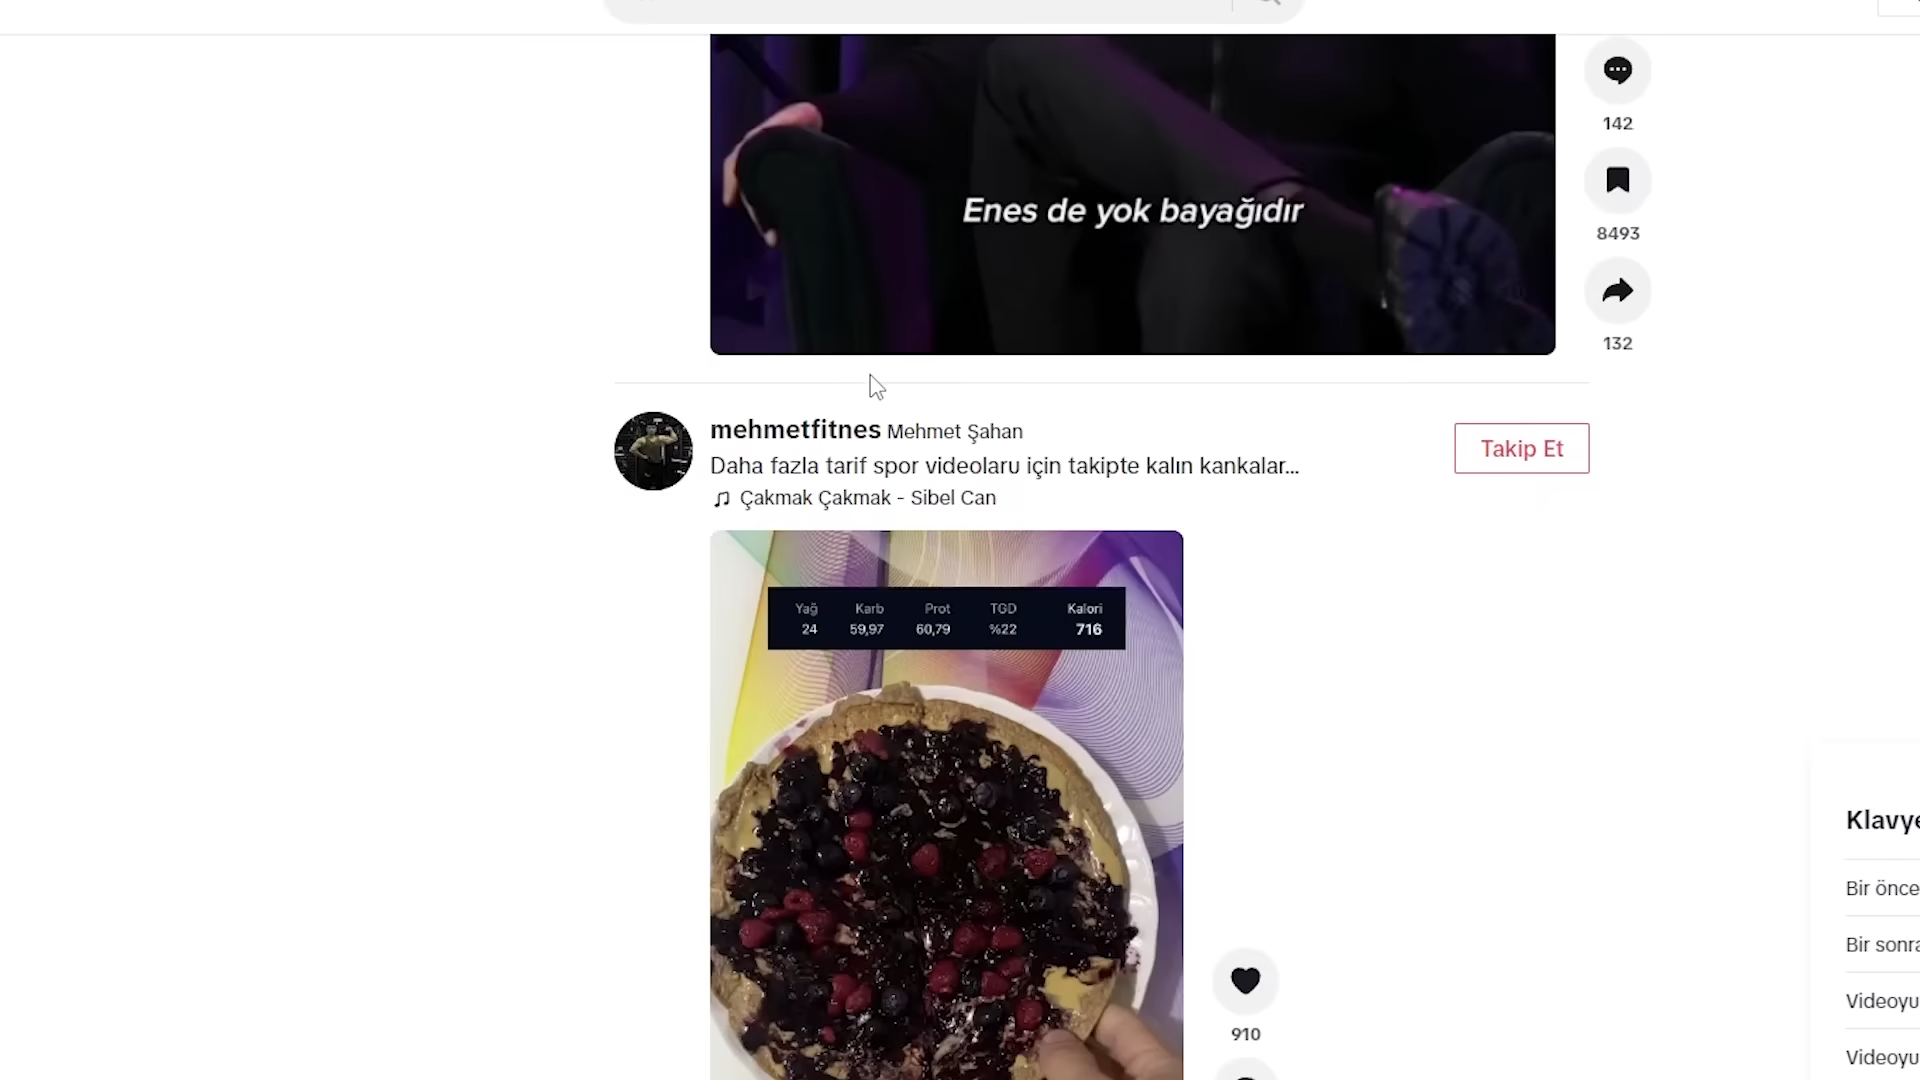 142
8493
132
Enes de yok bayağıdır
mehmetfitnes Mehmet Şahan
Daha fazla tarif spor videolaru için takipte kalın kankalar...
Takip Et
Çakmak Çakmak - Sibel Can
Yağ Karb Prot TGD Kalori
24 59,97 60,79 %22 716
910
Klavye
Bir önce
Bir sonra
Videoyu
Videoyu